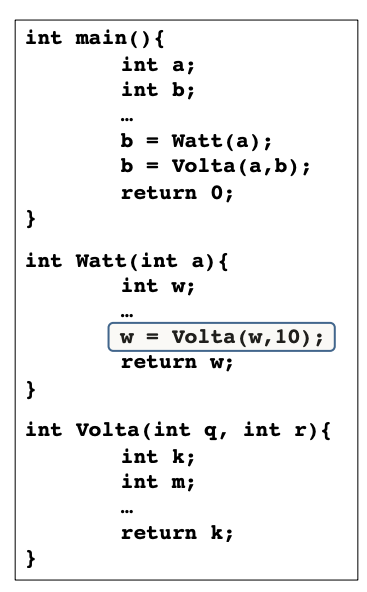 int main(){
int a;
int b;
…
b = Watt(a);
b = Volta(a,b);
return 0;
}
int Watt(int a){
int w;
…
w = Volta(w,10);
return w;
}
int Volta(int q, int r){
int k;
int m;
…
return k;
}